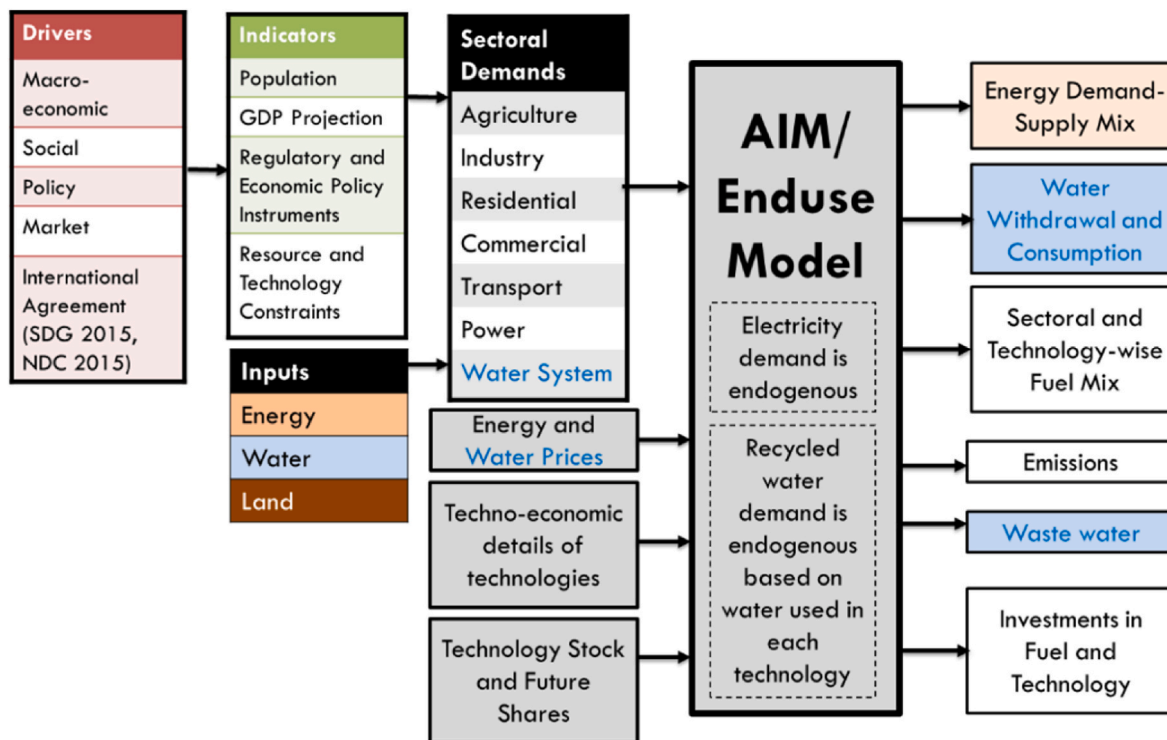 Drivers
Macro-
economic
Social
Policy
Market
International
Agreement
(SDG 2015,
NDC 2015)
Indicators
Population
GDP Projection
Regulatory and
Economic Policy
Instruments
Resource and
Technology
Constraints
Inputs
Energy
Water
Land
Sectoral
Demands
Agriculture
Industry
Residential
Commercial
Transport
Power
Water System
Energy and
Water Prices
Techno-economic
details of
technologies
Technology Stock
and Future
Shares
AIM/
Enduse
Model
Electricity
demand is
endogenous
Recycled
water
demand is
endogenous
based on
water used in
each
technology
Energy Demand-
Supply Mix
Water
Withdrawal and
Consumption
Sectoral and
Technology-wise
Fuel Mix
Emissions
Waste water
Investments in
Fuel and
Technology